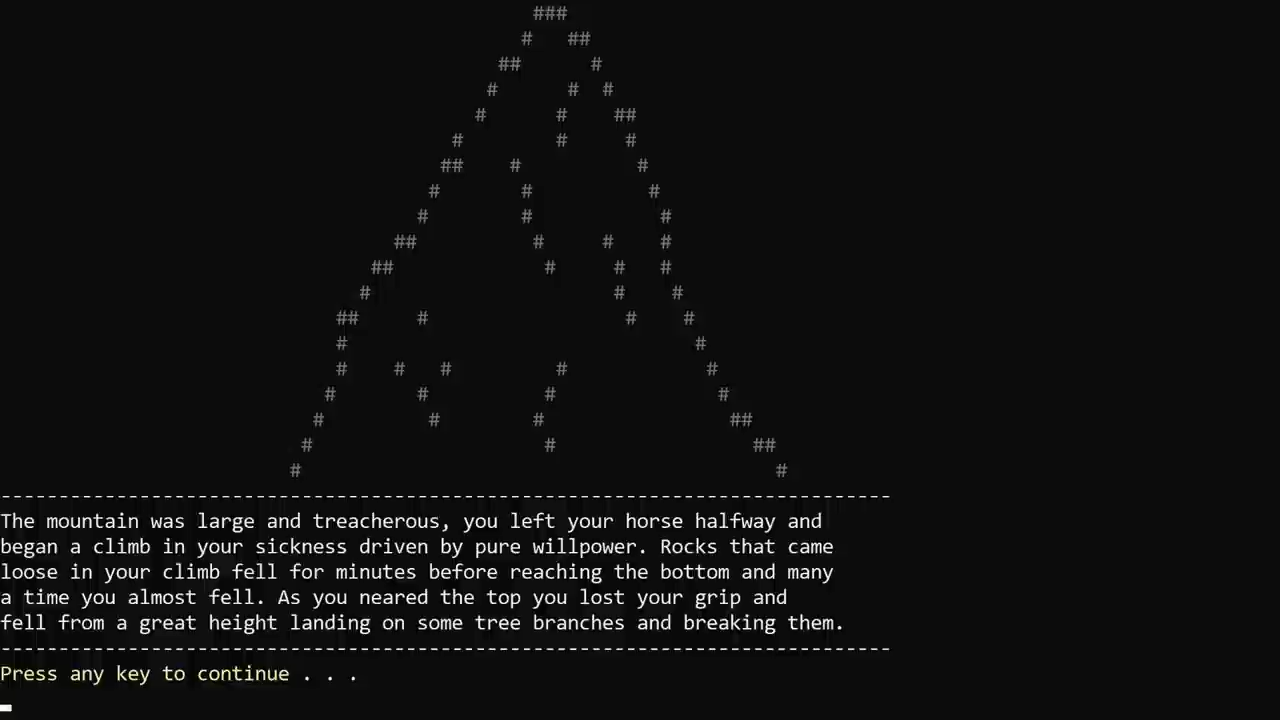 The mountain was large and treacherous, you left your horse halfway and
began a climb in your sickness driven by pure willpower. Rocks that came
loose in your climb fell for minutes before reaching the bottom and many
a time you almost fell. As you neared the top you lost your grip and
fell from a great height landing on some tree branches and breaking them.
Press any key to continue . . .